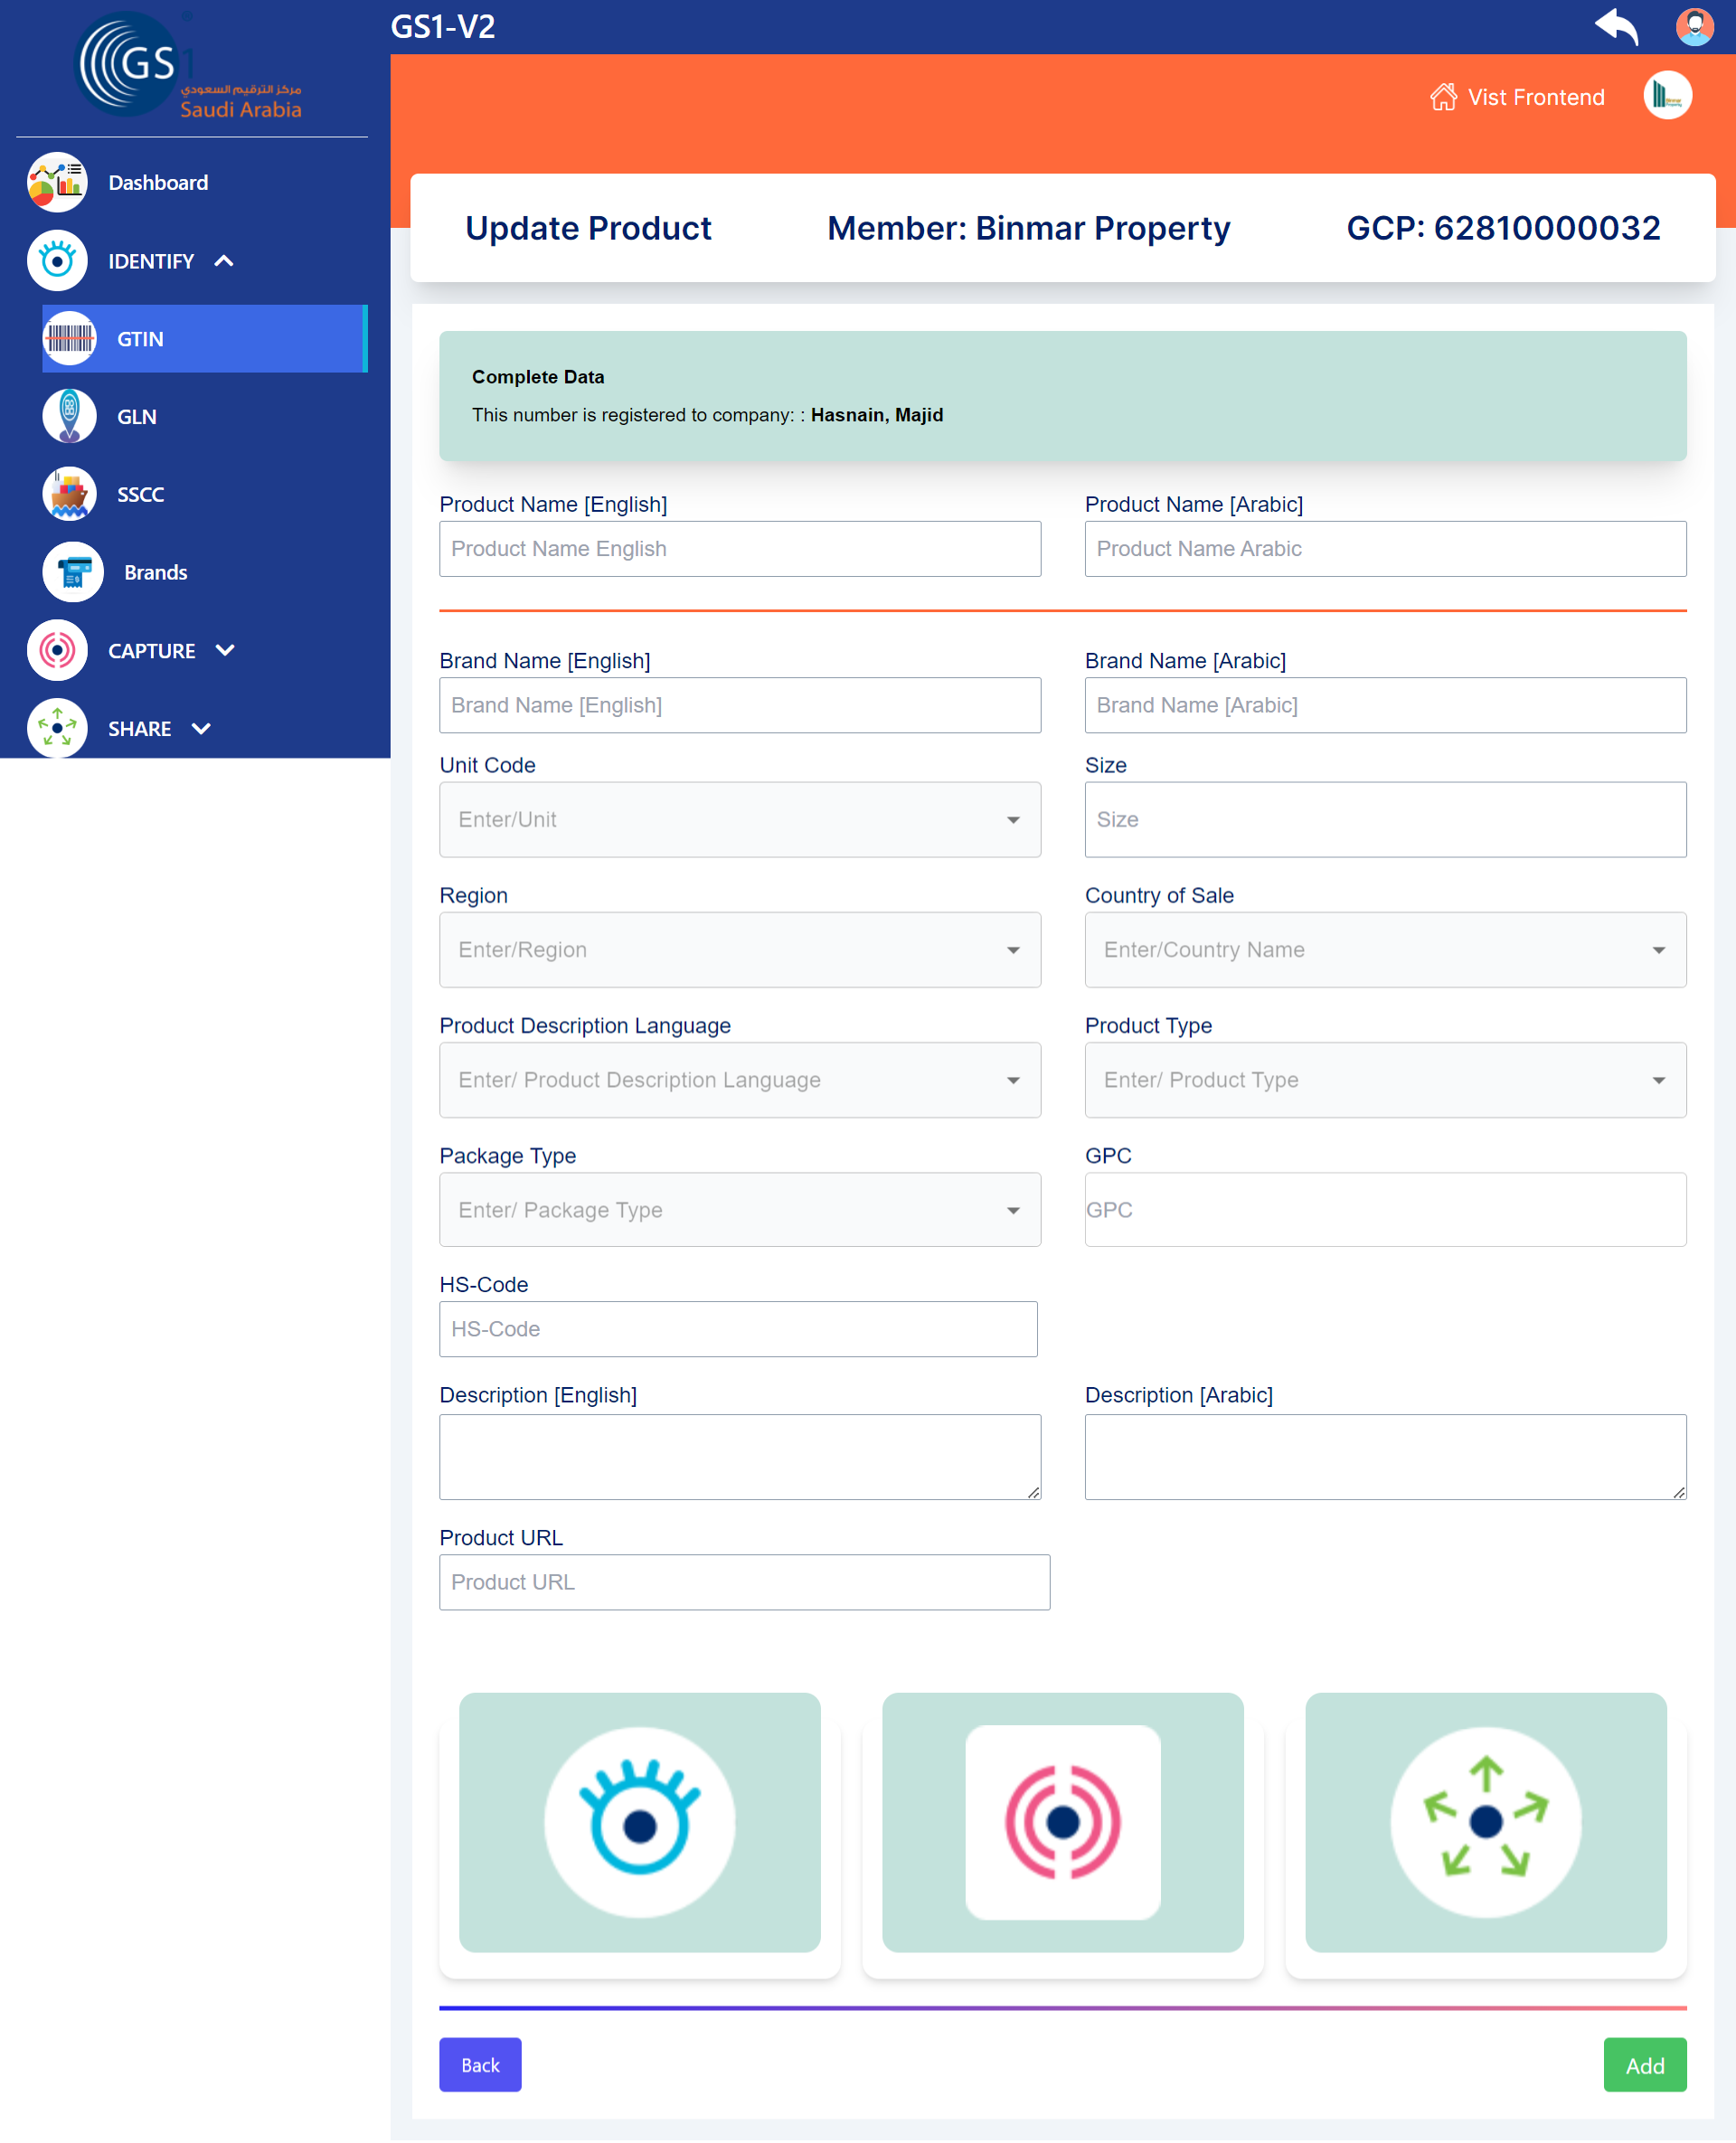 GS1
مركز الترقيم السعودي
Saudi Arabia
Dashboard
IDENTIFY
GTIN
GLN
SSCC
Brands
CAPTURE
SHARE
GS1-V2
Vist Frontend
Binmar
Property
Update Product
Member: Binmar Property
GCP: 62810000032
Complete Data
This number is registered to company: : Hasnain, Majid
Product Name [English]
Product Name [Arabic]
Product Name English
Product Name Arabic
Brand Name [English]
Brand Name [Arabic]
Brand Name [English]
Brand Name [Arabic]
Unit Code
Size
Enter/Unit
Size
Region
Country of Sale
Enter/Region
Enter/Country Name
Product Description Language
Product Type
Enter/ Product Description Language
Enter/ Product Type
Package Type
GPC
Enter/ Package Type
GPC
HS-Code
HS-Code
Description [English]
Description [Arabic]
Product URL
Product URL
Back
Add